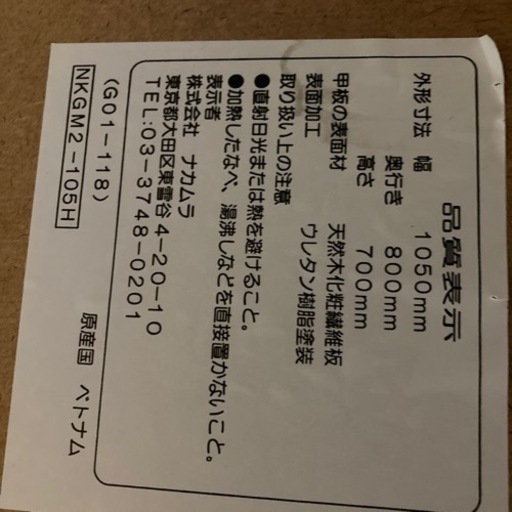 品質表示
外形寸法 幅 1050mm
奥行き 800mm
高さ 700mm
甲板の表面材 天然木化粧繊維板
表面加工 ウレタン樹脂塗装
取り扱い上の注意
●直射日光または熱を避けること。
●加熱したなべ、湯沸しなどを直接置かないこと。
表示者
株式会社 ナカムラ
東京都大田区東雪谷4-20-10
TEL:03-3748-0201
(G01-118)
NKGM2-105H 原産国 ベトナム